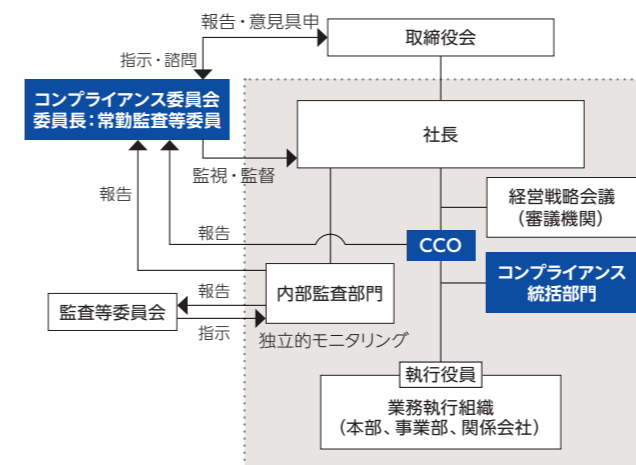 報告・意見具申
取締役会
指示・諮問
コンプライアンス委員会
委員長：常勤監査等委員
社長
監視・監督
報告
経営戦略会議
（審議機関）
報告
CCO
コンプライアンス
統括部門
内部監査部門
報告
監査等委員会
指示
独立的モニタリング
執行役員
業務執行組織
（本部、事業部、関係会社）